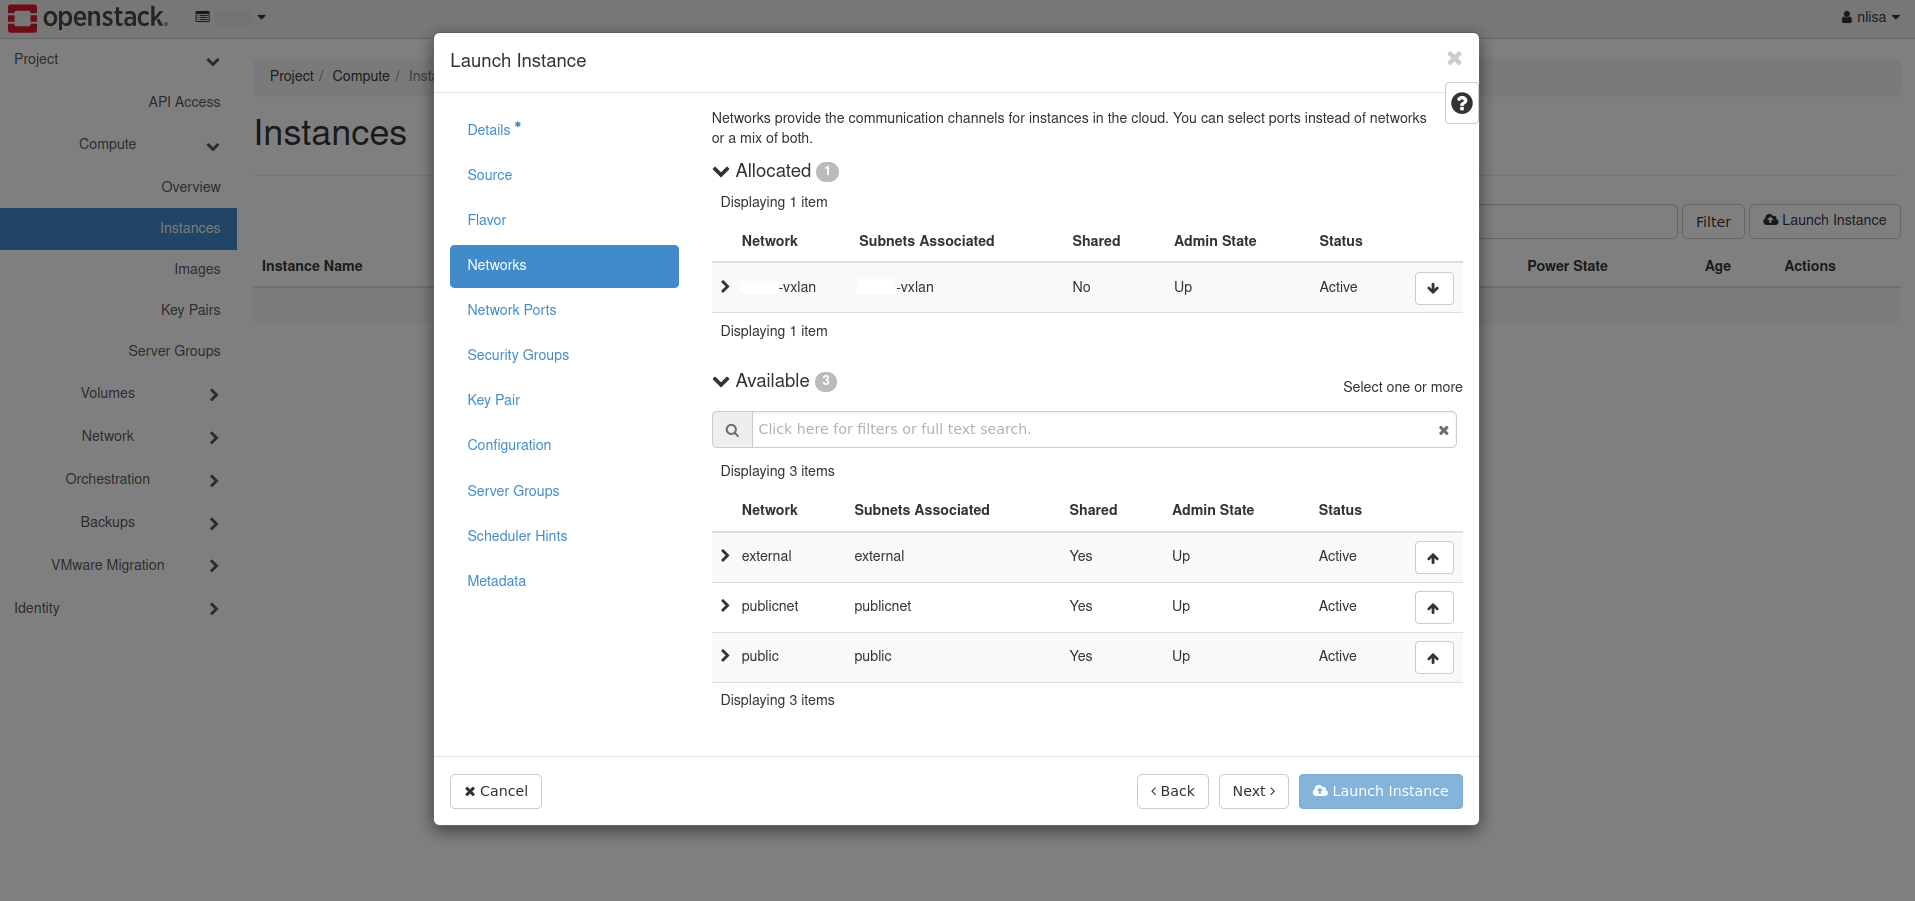 openstack.
nlisa
Project
API Access
Compute
Overview
Instances
Images
Key Pairs
Server Groups
Volumes
Network
Orchestration
Backups
VMware Migration
Identity
Project / Compute /
Instances
Filter
Launch Instance
Instance Name
Power State
Age
Actions
Launch Instance
Details *
Source
Flavor
Networks
Network Ports
Security Groups
Key Pair
Configuration
Server Groups
Scheduler Hints
Metadata
Networks provide the communication channels for instances in the cloud. You can select ports instead of networks
or a mix of both.
Allocated 1
Displaying 1 item
Network Subnets Associated Shared Admin State Status
-vxlan -vxlan No Up Active
Displaying 1 item
Available 3
Select one or more
Click here for filters or full text search.
Displaying 3 items
Network Subnets Associated Shared Admin State Status
external external Yes Up Active
publicnet publicnet Yes Up Active
public public Yes Up Active
Displaying 3 items
Cancel
Back
Next
Launch Instance